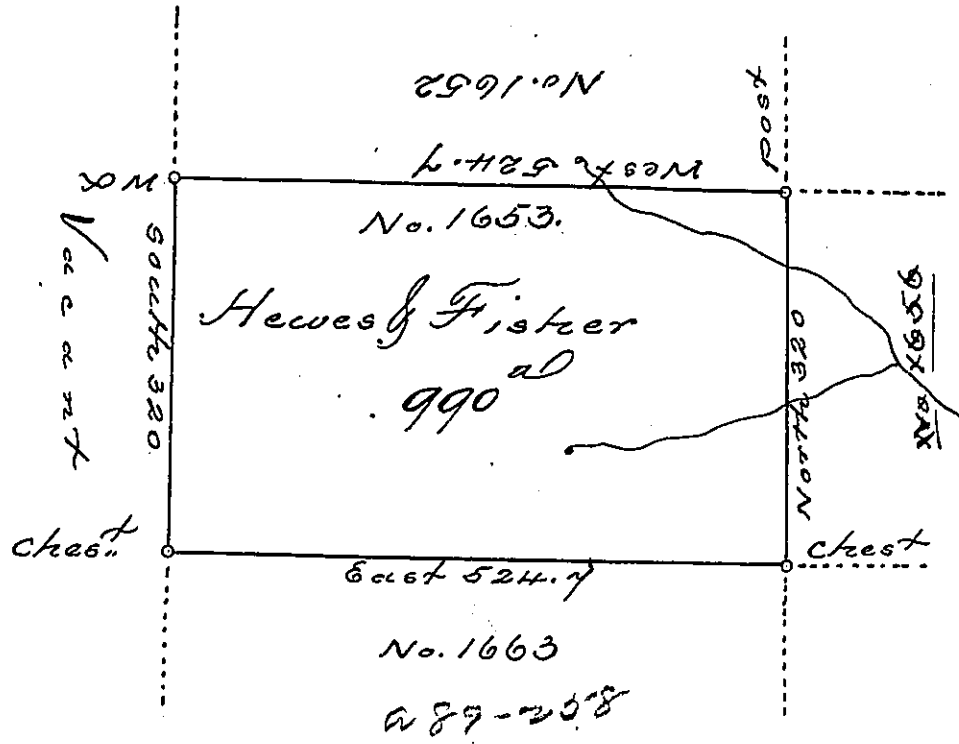 No. 1652
Post
West 524.7
W O
No. 1653.
Vacant
South 320
Hewes & Fisher
990 a
North 320
No 1656
Chest
Chest
East 524.7
No. 1663